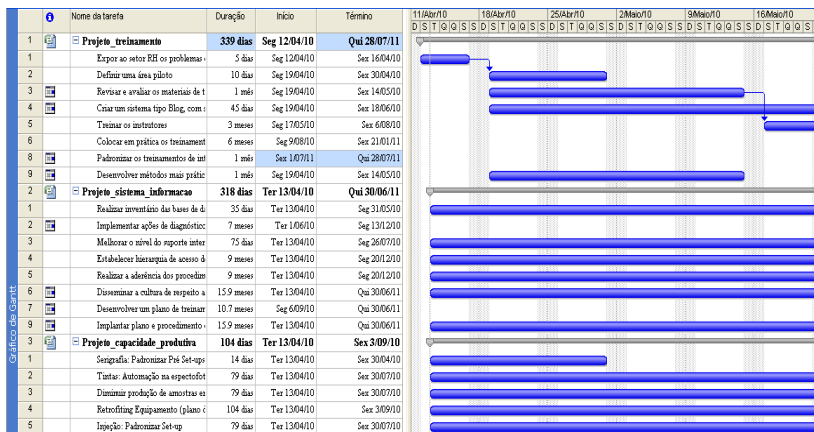 Nome da tarefa Duração Início Término 11/Abr/10 18/Abr/10 25/Abr/10 2/Maio/10 9/Maio/10 16/Maio/10
D S T Q Q S S D S T Q Q S S D S T Q Q S S D S T Q Q S S D S T Q Q S S D S T Q Q S
1 Projeto_treinamento 339 dias Seg 12/04/10 Qui 28/07/11
1 Expor ao setor RH os problemas 5 dias Seg 12/04/10 Sex 16/04/10
2 Definir uma área piloto 10 dias Seg 19/04/10 Sex 30/04/10
3 Revisar e avaliar os materiais de t 1 mês Seg 19/04/10 Sex 14/05/10
4 Criar um sistema tipo Blog, com 45 dias Seg 19/04/10 Sex 18/06/10
5 Treinar os instrutores 3 meses Seg 17/05/10 Sex 6/08/10
6 Colocar em prática os treinament 6 meses Seg 9/08/10 Sex 21/01/11
8 Padronizar os treinamentos de int 1 mês Sex 1/07/11 Qui 28/07/11
9 Desenvolver métodos mais prátic 1 mês Seg 19/04/10 Sex 14/05/10
2 Projeto_sistema_informacao 318 dias Ter 13/04/10 Qui 30/06/11
1 Realizar inventário das bases de d 35 dias Ter 13/04/10 Seg 31/05/10
2 Implementar ações de diagnóstico 7 meses Ter 1/06/10 Seg 13/12/10
3 Melhorar o nível do suporte inter 75 dias Ter 13/04/10 Seg 26/07/10
4 Estabelecer hierarquia de acesso d 9 meses Ter 13/04/10 Seg 20/12/10
5 Realizar a aderência dos procedim 9 meses Ter 13/04/10 Seg 20/12/10
6 Disseminar a cultura de respeito a 15.9 meses Ter 13/04/10 Qui 30/06/11
7 Desenvolver um plano de treinar 10.7 meses Seg 6/09/10 Qui 30/06/11
9 Implantar plano e procedimento 15.9 meses Ter 13/04/10 Qui 30/06/11
3 Projeto_capacidade_produtiva 104 dias Ter 13/04/10 Sex 3/09/10
1 Serigrafia: Padronizar Pré Set-ups 14 dias Ter 13/04/10 Sex 30/04/10
2 Tintas: Automação na espectofot 79 dias Ter 13/04/10 Sex 30/07/10
3 Diminuir produção de amostras e 79 dias Ter 13/04/10 Sex 30/07/10
4 Retrofiting Equipamento (plano d 104 dias Ter 13/04/10 Sex 3/09/10
5 Injeção: Padronizar Set-up 79 dias Ter 13/04/10 Sex 30/07/10
Gráfico de Gantt